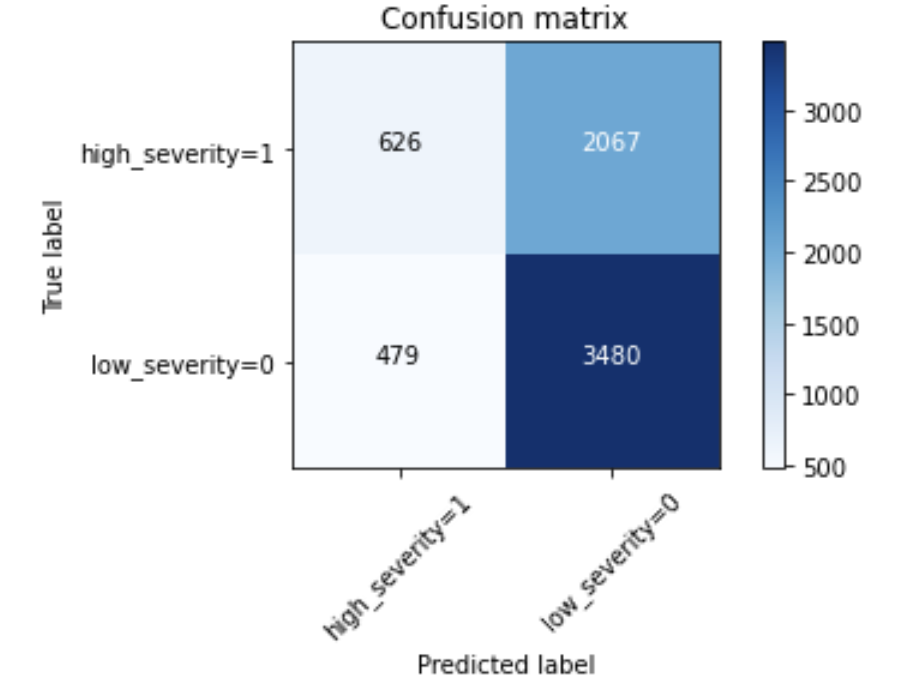 Confusion matrix
True label
high_severity=1
626
2067
low_severity=0
479
3480
high_severity=1
low_severity=0
Predicted label
3000
2500
2000
1500
1000
500